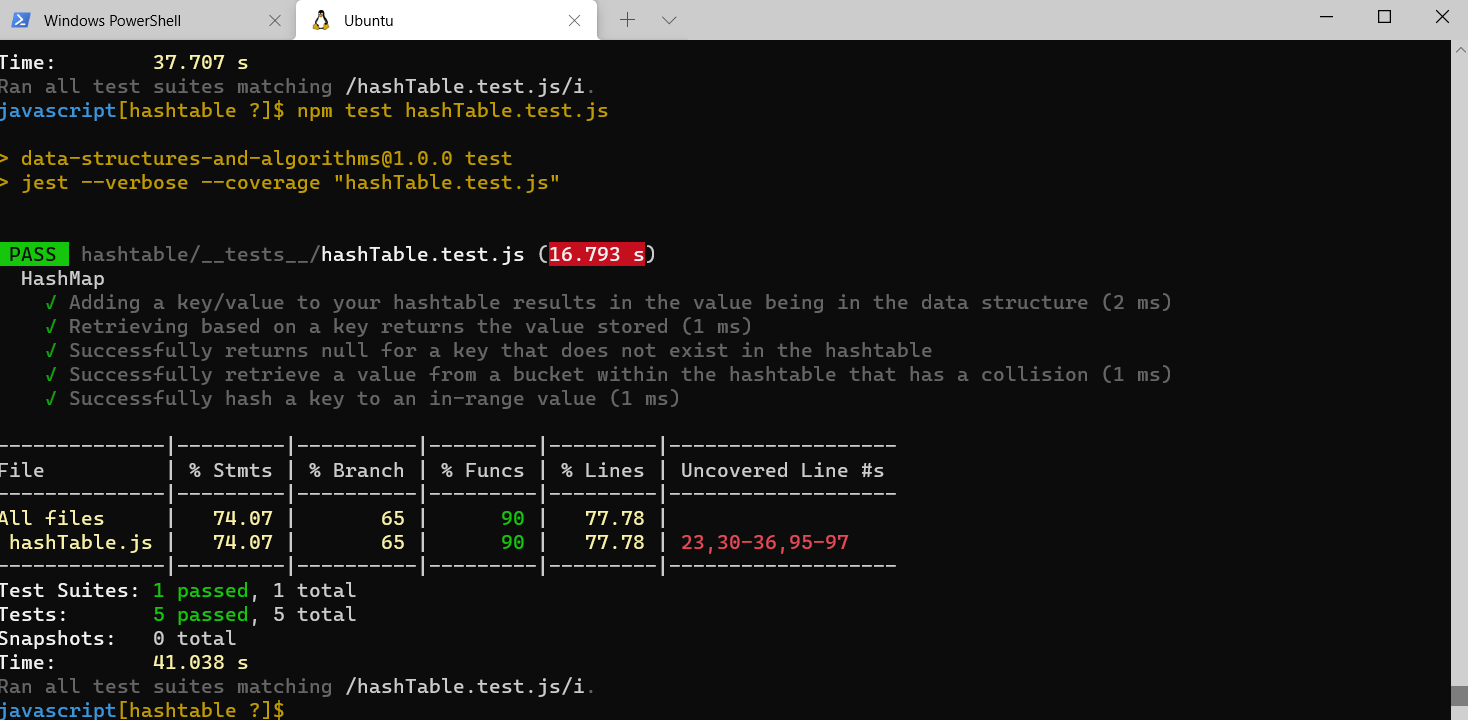 Windows PowerShell
Ubuntu
Time:        37.707 s
Ran all test suites matching /hashTable.test.js/i.
javascript[hashtable ?]$ npm test hashTable.test.js
> data-structures-and-algorithms@1.0.0 test
> jest --verbose --coverage "hashTable.test.js"
PASS hashtable/__tests__/hashTable.test.js (16.793 s)
HashMap
√ Adding a key/value to your hashtable results in the value being in the data structure (2 ms)
√ Retrieving based on a key returns the value stored (1 ms)
√ Successfully returns null for a key that does not exist in the hashtable
√ Successfully retrieve a value from a bucket within the hashtable that has a collision (1 ms)
√ Successfully hash a key to an in-range value (1 ms)
--------------|---------|----------|---------|---------|-------------------
File          | % Stmts | % Branch | % Funcs | % Lines | Uncovered Line #s
--------------|---------|----------|---------|---------|-------------------
All files     |   74.07 |       65 |      90 |   77.78 |
 hashTable.js |   74.07 |       65 |      90 |   77.78 | 23,30-36,95-97
--------------|---------|----------|---------|---------|-------------------
Test Suites: 1 passed, 1 total
Tests:       5 passed, 5 total
Snapshots:   0 total
Time:        41.038 s
Ran all test suites matching /hashTable.test.js/i.
javascript[hashtable ?]$